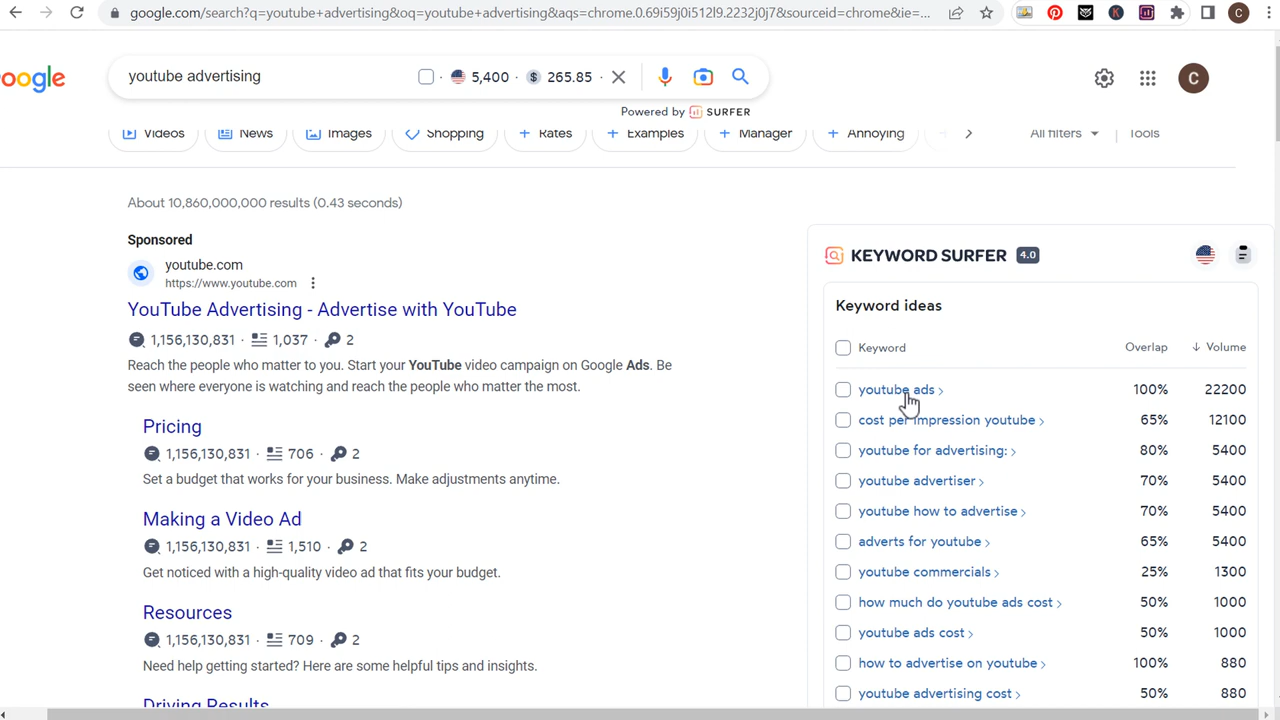 google.com/search?q=youtube+advertising&oq=youtube+advertising&aqs=chrome.0.69i59j0i512l9.2232j0j7&sourceid=chrome&ie=...
C
oogle
youtube advertising
5,400 · $ 265.85 ·
C
Powered by SURFER
Videos
News
Images
Shopping
+ Rates
+ Examples
+ Manager
+ Annoying
All filters
Tools
About 10,860,000,000 results (0.43 seconds)
Sponsored
youtube.com
https://www.youtube.com
YouTube Advertising - Advertise with YouTube
1,156,130,831 · 1,037 · 2
Reach the people who matter to you. Start your YouTube video campaign on Google Ads. Be
seen where everyone is watching and reach the people who matter the most.
Pricing
1,156,130,831 · 706 · 2
Set a budget that works for your business. Make adjustments anytime.
Making a Video Ad
1,156,130,831 · 1,510 · 2
Get noticed with a high-quality video ad that fits your budget.
Resources
1,156,130,831 · 709 · 2
Need help getting started? Here are some helpful tips and insights.
Driving Results
KEYWORD SURFER 4.0
Keyword ideas
Keyword Overlap ↓ Volume
youtube ads › 100% 22200
cost per impression youtube › 65% 12100
youtube for advertising: › 80% 5400
youtube advertiser › 70% 5400
youtube how to advertise › 70% 5400
adverts for youtube › 65% 5400
youtube commercials › 25% 1300
how much do youtube ads cost › 50% 1000
youtube ads cost › 50% 1000
how to advertise on youtube › 100% 880
youtube advertising cost › 50% 880